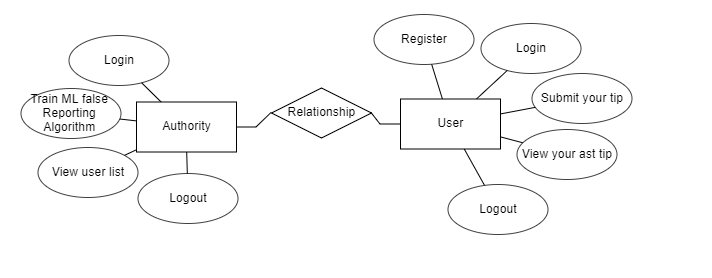 Register
Login
Login
Train ML false
Reporting
Algorithm
Authority
Relationship
User
Submit your tip
View your ast tip
View user list
Logout
Logout